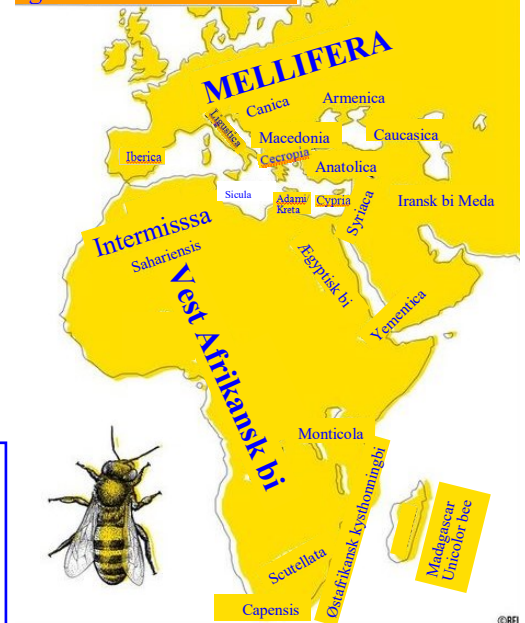 MELLIFERA
Canica
Armenica
Ligustica
Macedonia
Caucasica
Iberica
Cecropia
Anatolica
Sicula
Adami
Kreta
Cypria
Syriaca
Iransk bi Meda
Intermisssa
Sahariensis
Ægyptisk bi
Yementica
Vest Afrikansk bi
Monticola
Østafrikansk kysthonningbi
Madagascar
Unicolor bee
Scutellata
Capensis